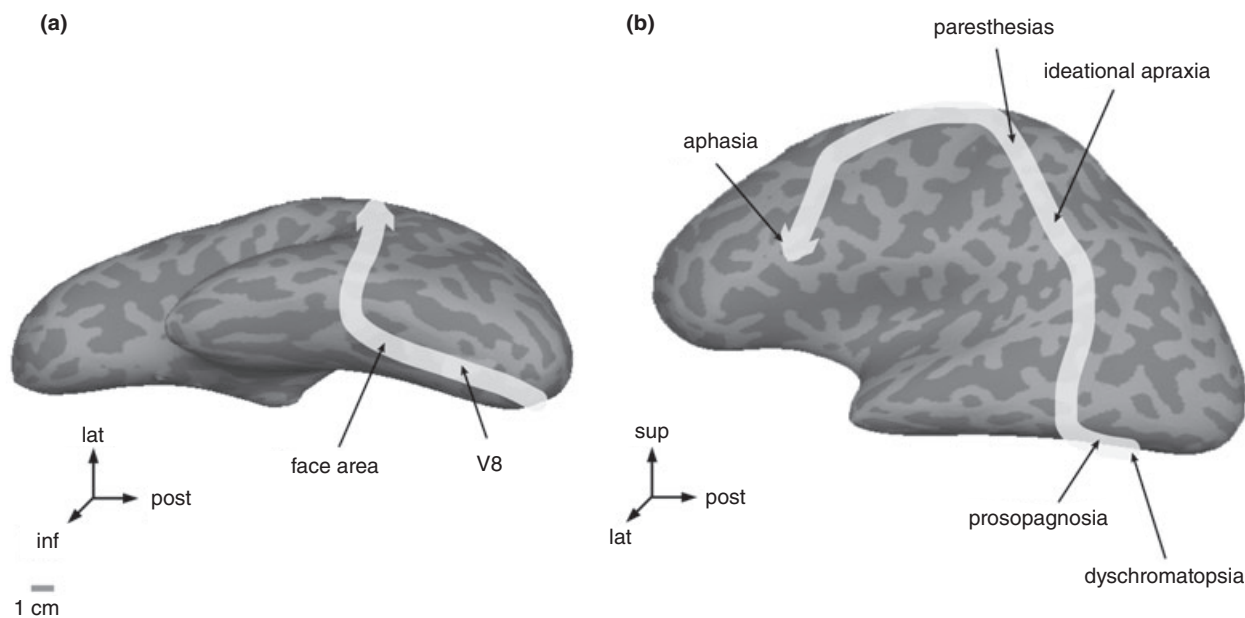 (a)
(b)
paresthesias
ideational apraxia
aphasia
lat
post
inf
face area
V8
1 cm
sup
post
lat
prosopagnosia
dyschromatopsia